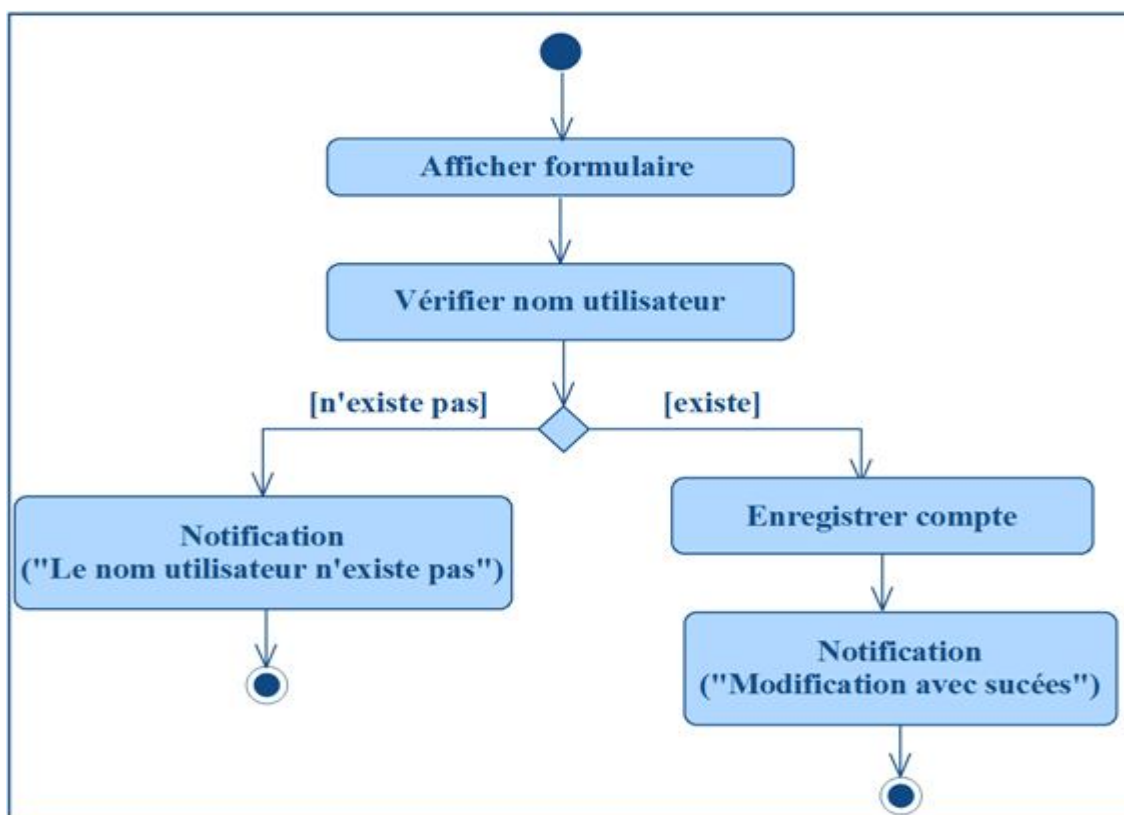 Afficher formulaire
Vérifier nom utilisateur
[n'existe pas]
[existe]
Notification
("Le nom utilisateur n'existe pas")
Enregistrer compte
Notification
("Modification avec sucées")